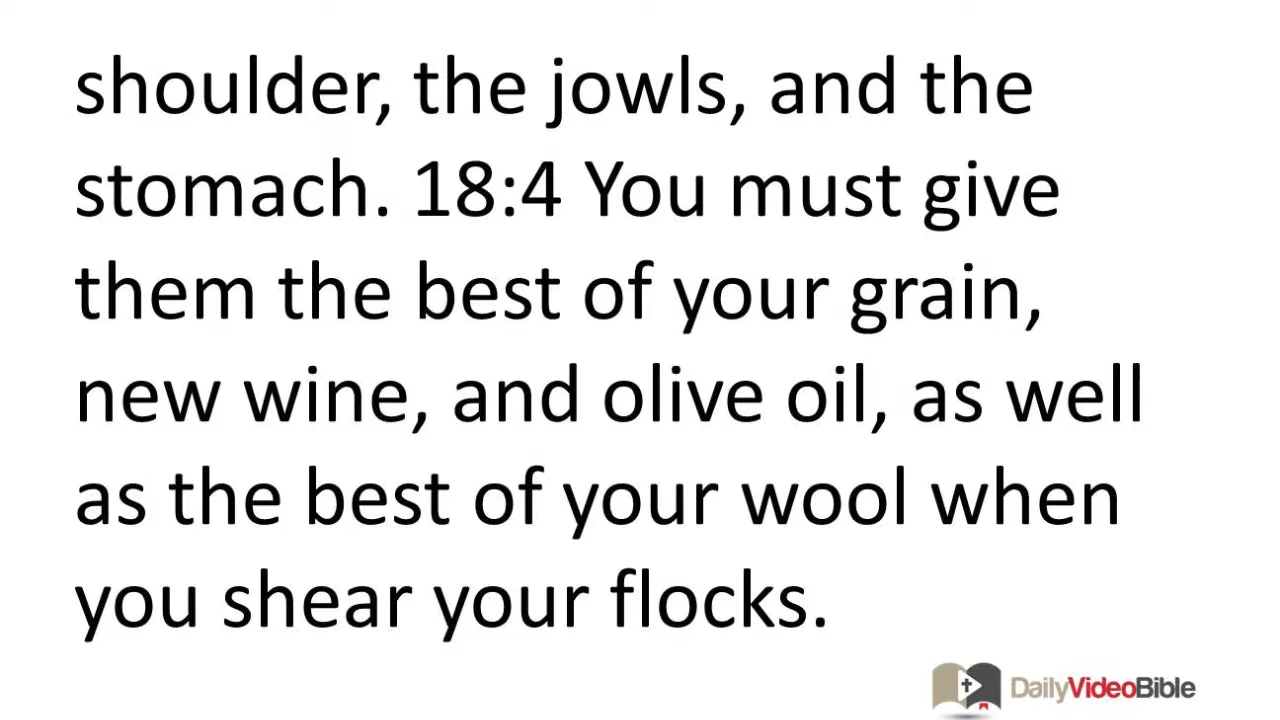 shoulder, the jowls, and the
stomach. 18:4 You must give
them the best of your grain,
new wine, and olive oil, as well
as the best of your wool when
you shear your flocks.
DailyVideoBible